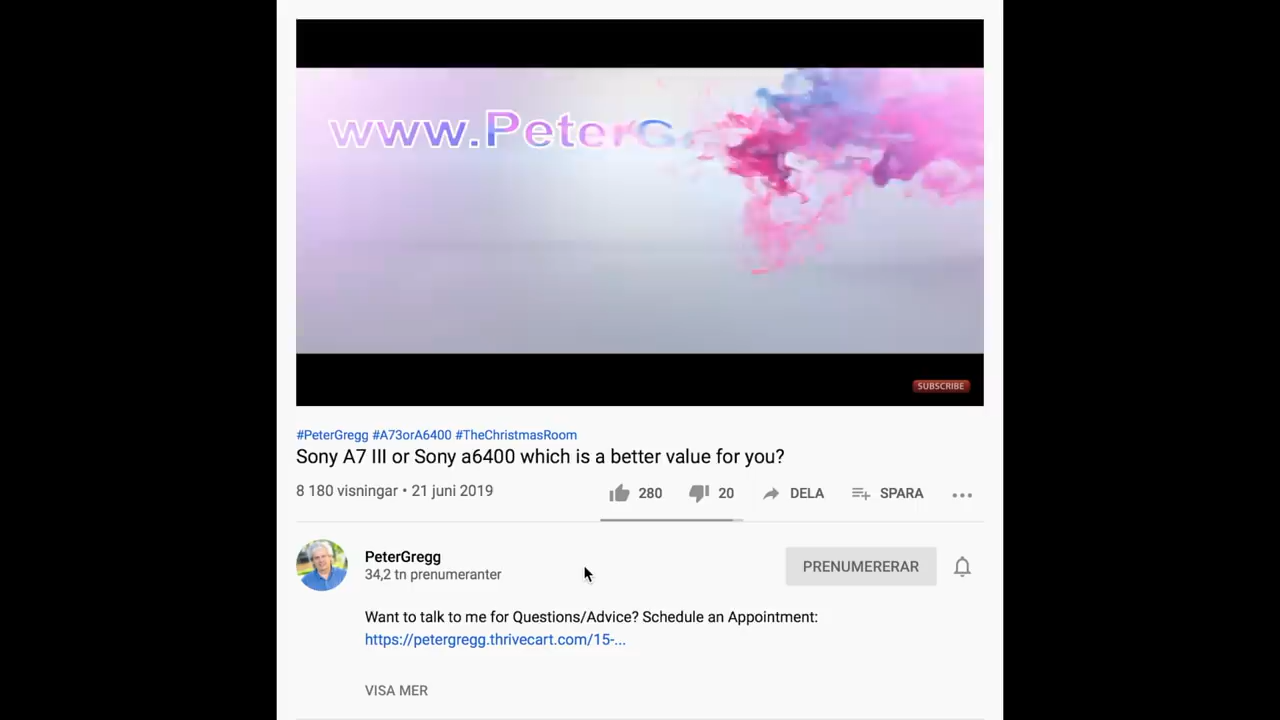 www.PeterG
SUBSCRIBE
#PeterGregg #A73orA6400 #TheChristmasRoom
Sony A7 III or Sony a6400 which is a better value for you?
8 180 visningar • 21 juni 2019
280
20
DELA
SPARA
PeterGregg
34,2 tn prenumeranter
PRENUMERERAR
Want to talk to me for Questions/Advice? Schedule an Appointment:
https://petergregg.thrivecart.com/15-...
VISA MER